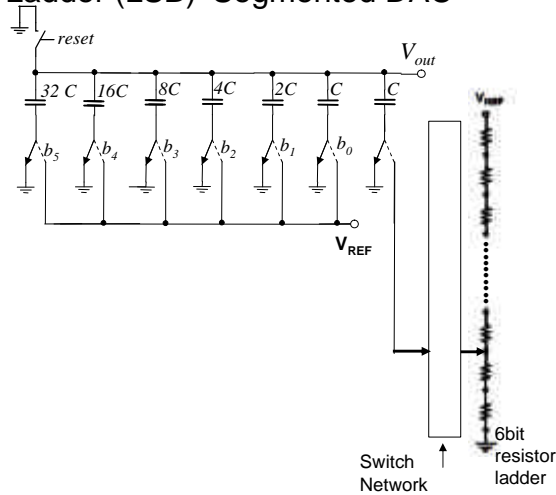 Ladder (LSB) Segmented DAC
reset
V_out
32 C 16C 8C 4C 2C C C
b_5 b_4 b_3 b_2 b_1 b_0
V_REF
V_REF
6bit
resistor
ladder
Switch
Network